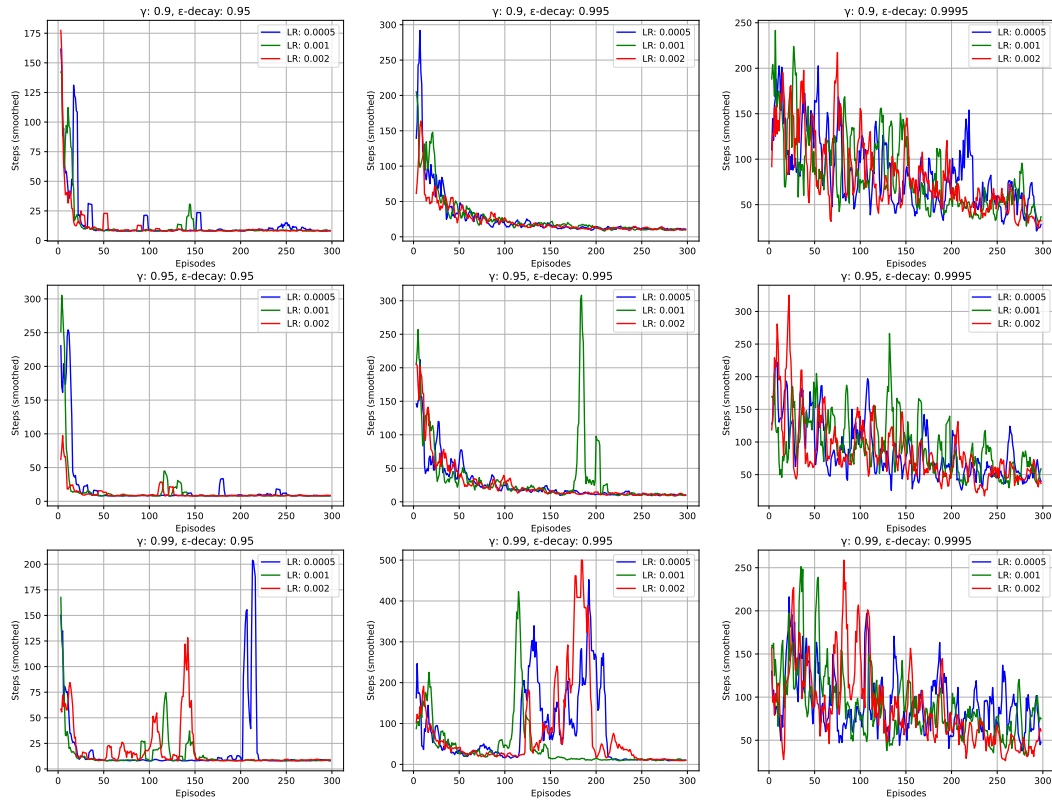 γ: 0.9, ε-decay: 0.95
Steps (smoothed)
175
150
125
100
75
50
25
0
LR: 0.0005
LR: 0.001
LR: 0.002
0 50 100 150 200 250 300
Episodes
γ: 0.9, ε-decay: 0.995
Steps (smoothed)
300
250
200
150
100
50
0
LR: 0.0005
LR: 0.001
LR: 0.002
0 50 100 150 200 250 300
Episodes
γ: 0.9, ε-decay: 0.9995
Steps (smoothed)
250
200
150
100
50
LR: 0.0005
LR: 0.001
LR: 0.002
0 50 100 150 200 250 300
Episodes
γ: 0.95, ε-decay: 0.95
Steps (smoothed)
300
250
200
150
100
50
0
LR: 0.0005
LR: 0.001
LR: 0.002
0 50 100 150 200 250 300
Episodes
γ: 0.95, ε-decay: 0.995
Steps (smoothed)
300
250
200
150
100
50
0
LR: 0.0005
LR: 0.001
LR: 0.002
0 50 100 150 200 250 300
Episodes
γ: 0.95, ε-decay: 0.9995
Steps (smoothed)
300
250
200
150
100
50
LR: 0.0005
LR: 0.001
LR: 0.002
0 50 100 150 200 250 300
Episodes
γ: 0.99, ε-decay: 0.95
Steps (smoothed)
200
175
150
125
100
75
50
25
0
LR: 0.0005
LR: 0.001
LR: 0.002
0 50 100 150 200 250 300
Episodes
γ: 0.99, ε-decay: 0.995
Steps (smoothed)
500
400
300
200
100
0
LR: 0.0005
LR: 0.001
LR: 0.002
0 50 100 150 200 250 300
Episodes
γ: 0.99, ε-decay: 0.9995
Steps (smoothed)
250
200
150
100
50
LR: 0.0005
LR: 0.001
LR: 0.002
0 50 100 150 200 250 300
Episodes